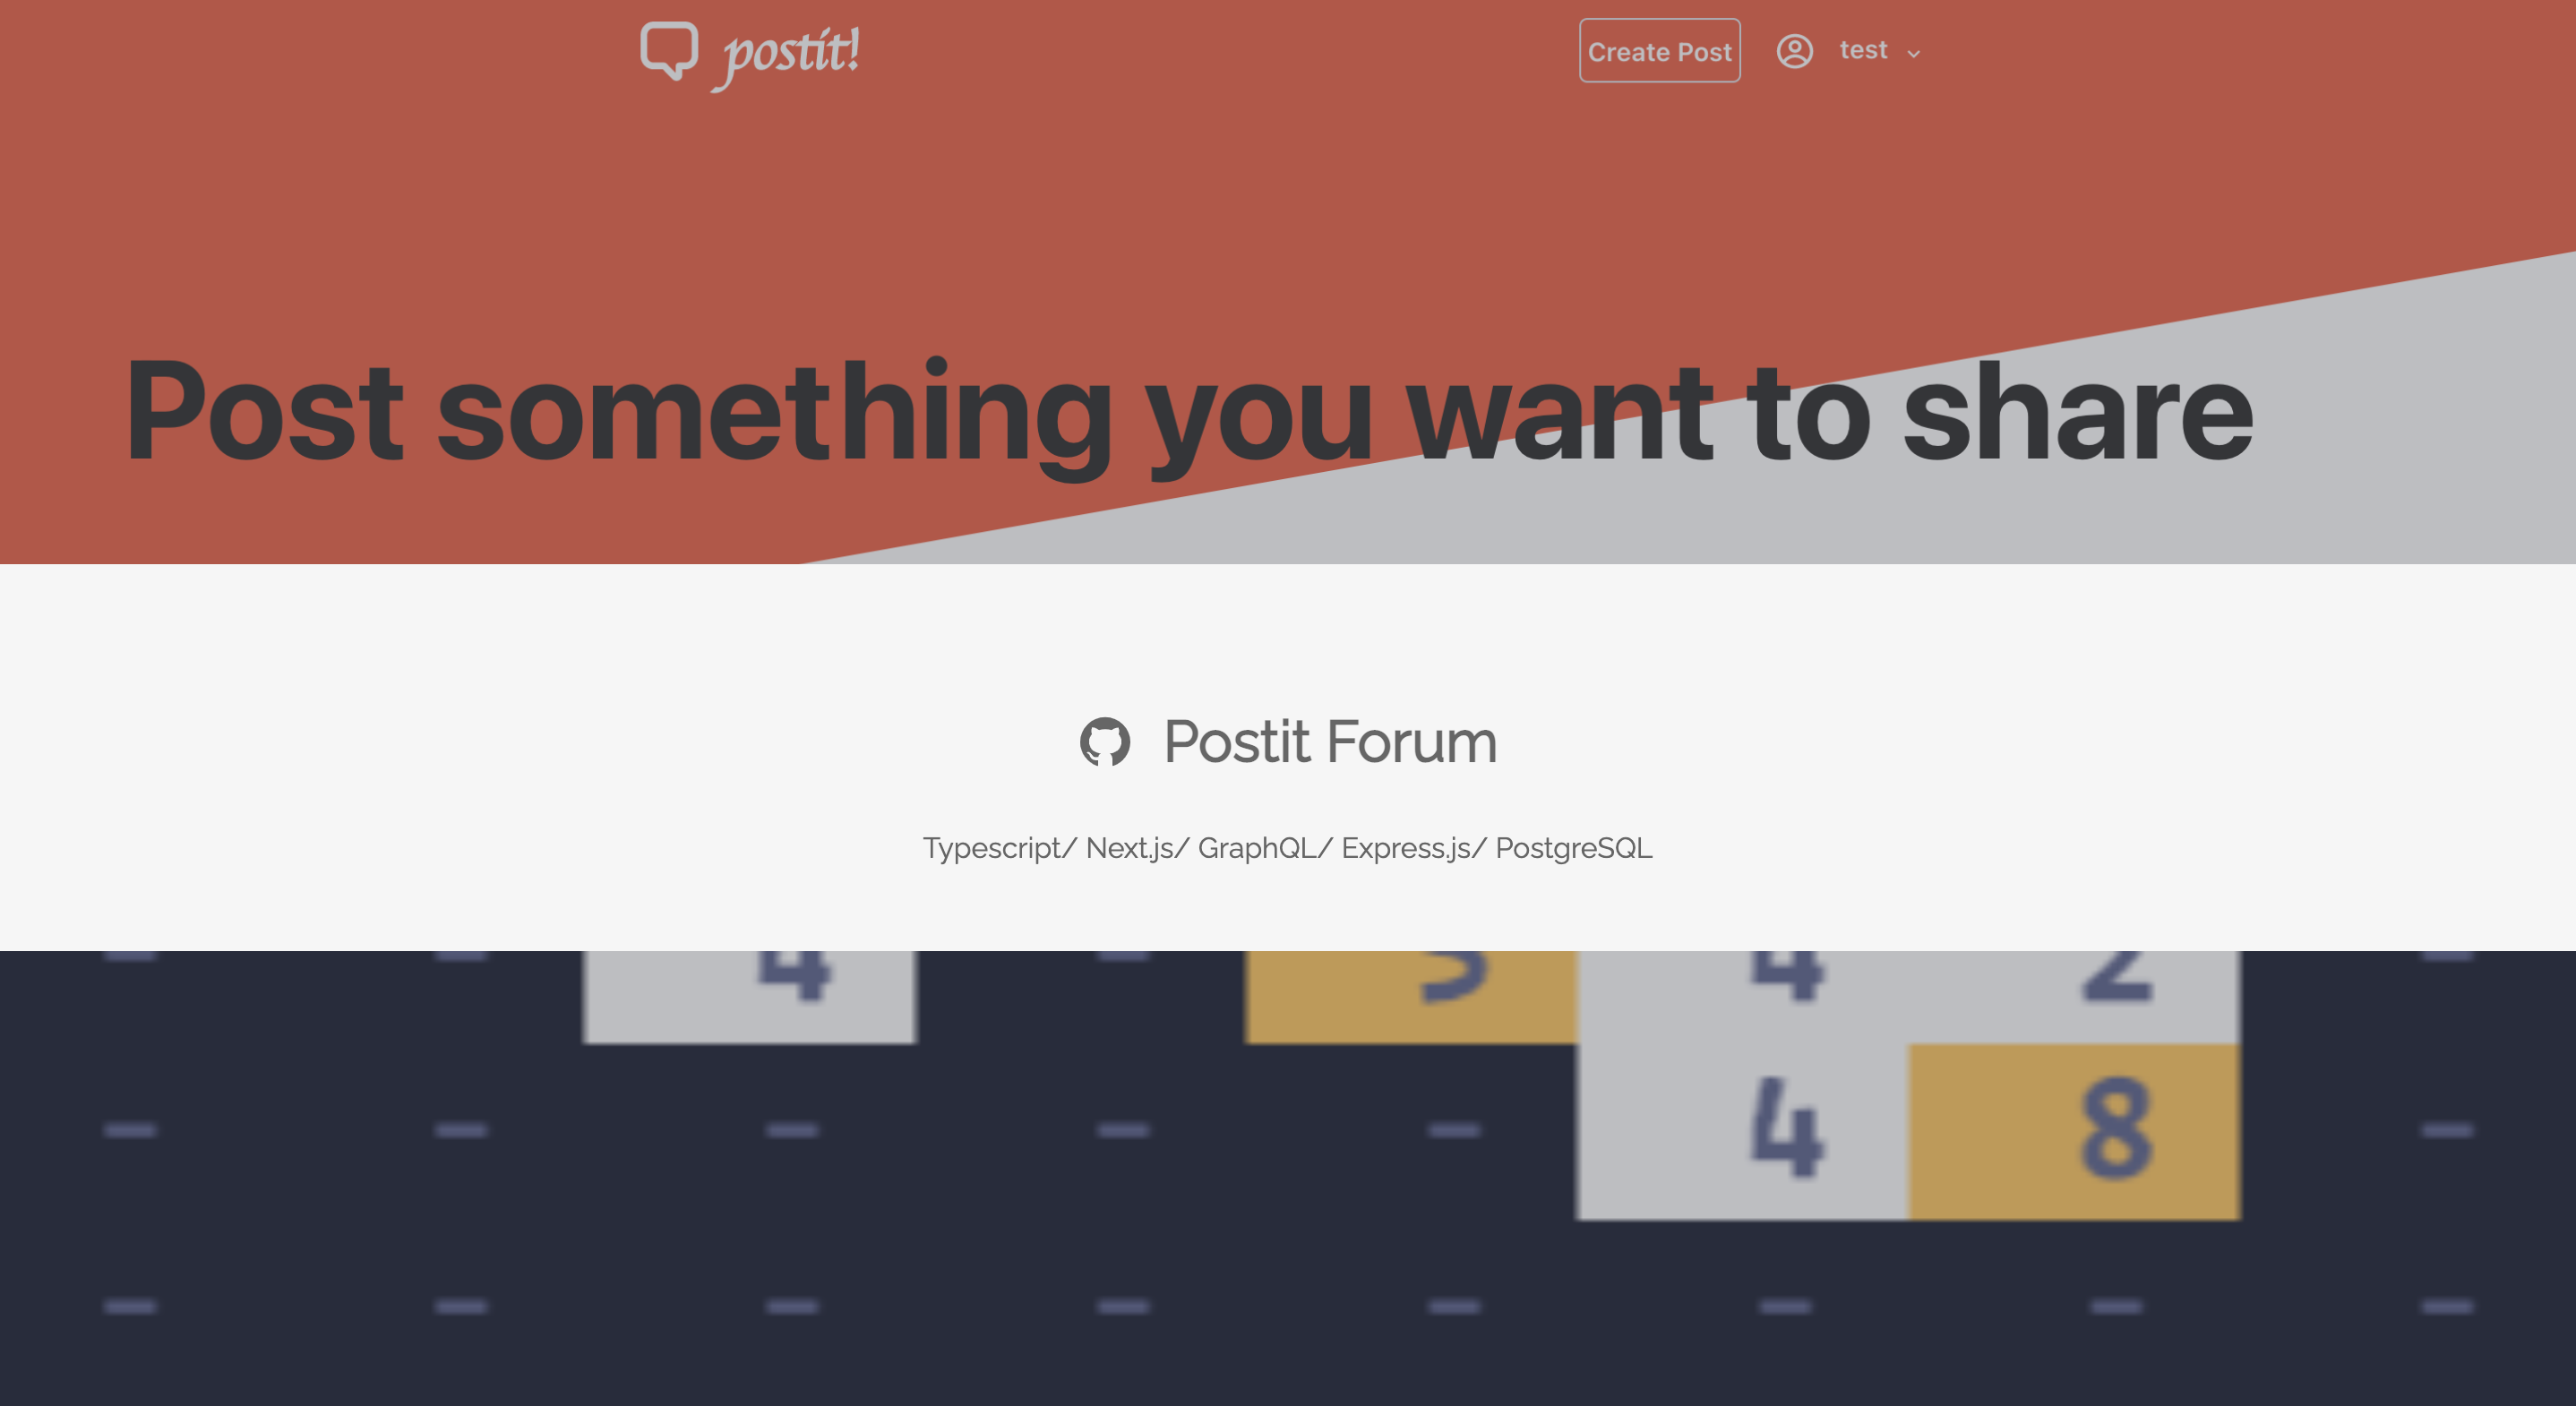 postit!
Create Post test
Post something you want to share
Postit Forum
Typescript/ Next.js/ GraphQL/ Express.js/ PostgreSQL
- - 4 - 5 4 2 -
- - - - - 4 8 -
- - - - - - - -